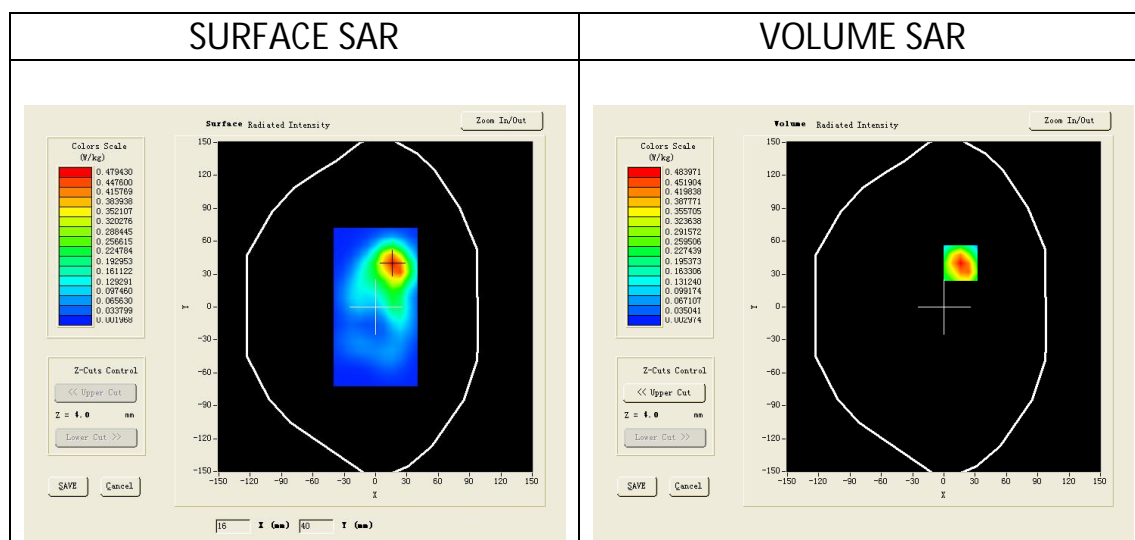 SURFACE SAR
VOLUME SAR
Surface Radiated Intensity
Zoom In/Out
Colors Scale
(W/kg)
0.479430
0.447600
0.415769
0.383938
0.352107
0.320276
0.288445
0.256615
0.224784
0.192953
0.161122
0.129291
0.097460
0.065630
0.033799
0.001968
150
120
90
60
30
0
-30
-60
-90
-120
-150
Y
-150 -120 -90 -60 -30 0 30 60 90 120 150
X
Z-Cuts Control
<< Upper Cut
Z = 4.0 mm
Lower Cut >>
SAVE Cancel
16 X (mm) 40 Y (mm)
Volume Radiated Intensity
Zoom In/Out
Colors Scale
(W/kg)
0.483971
0.451904
0.419838
0.387771
0.355705
0.323638
0.291572
0.259506
0.227439
0.195373
0.163306
0.131240
0.099174
0.067107
0.035041
0.002974
150
120
90
60
30
0
-30
-60
-90
-120
-150
Y
-150 -120 -90 -60 -30 0 30 60 90 120 150
X
Z-Cuts Control
<< Upper Cut
Z = 4.0 mm
Lower Cut >>
SAVE Cancel